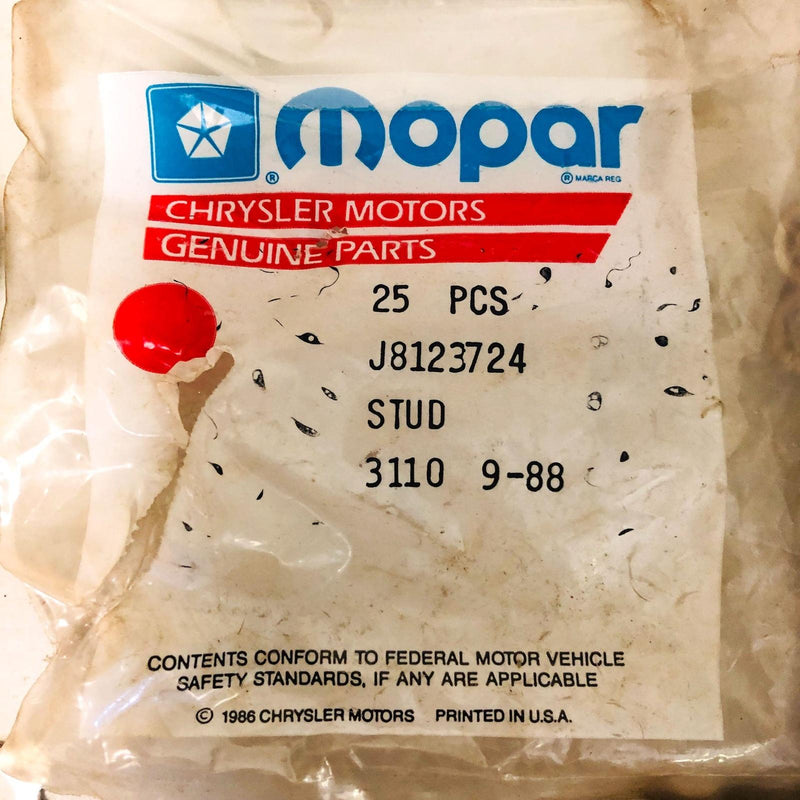 mopar
® ® MARCA REG
CHRYSLER MOTORS
GENUINE PARTS
25 PCS
J8123724
STUD
3110 9-88
CONTENTS CONFORM TO FEDERAL MOTOR VEHICLE
SAFETY STANDARDS, IF ANY ARE APPLICABLE
© 1986 CHRYSLER MOTORS PRINTED IN U.S.A.